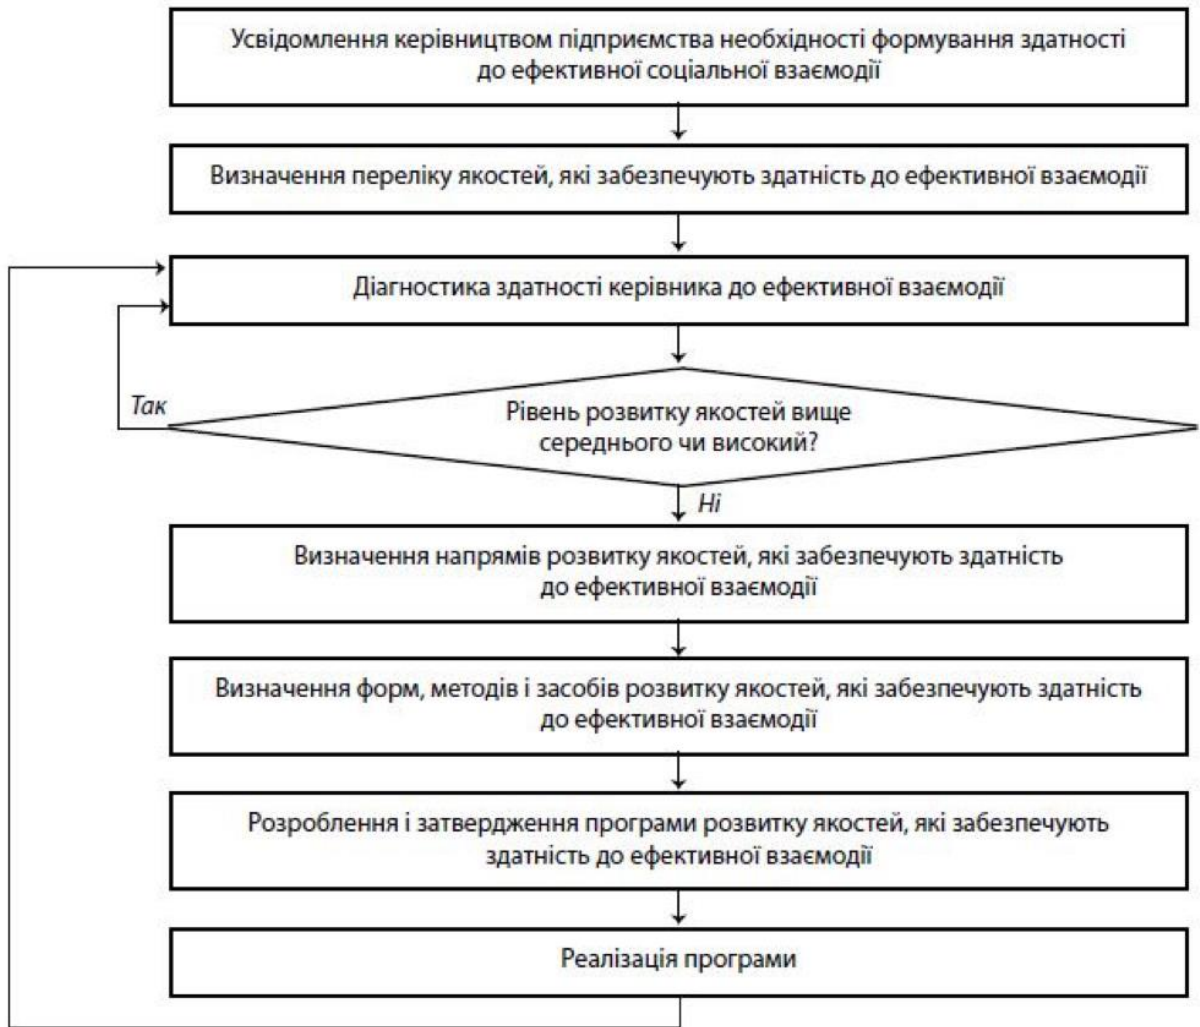 Усвідомлення керівництвом підприємства необхідності формування здатності
до ефективної соціальної взаємодії
Визначення переліку якостей, які забезпечують здатність до ефективної взаємодії
Діагностика здатності керівника до ефективної взаємодії
Так
Рівень розвитку якостей вище
середнього чи високий?
Ні
Визначення напрямів розвитку якостей, які забезпечують здатність
до ефективної взаємодії
Визначення форм, методів і засобів розвитку якостей, які забезпечують здатність
до ефективної взаємодії
Розроблення і затвердження програми розвитку якостей, які забезпечують
здатність до ефективної взаємодії
Реалізація програми